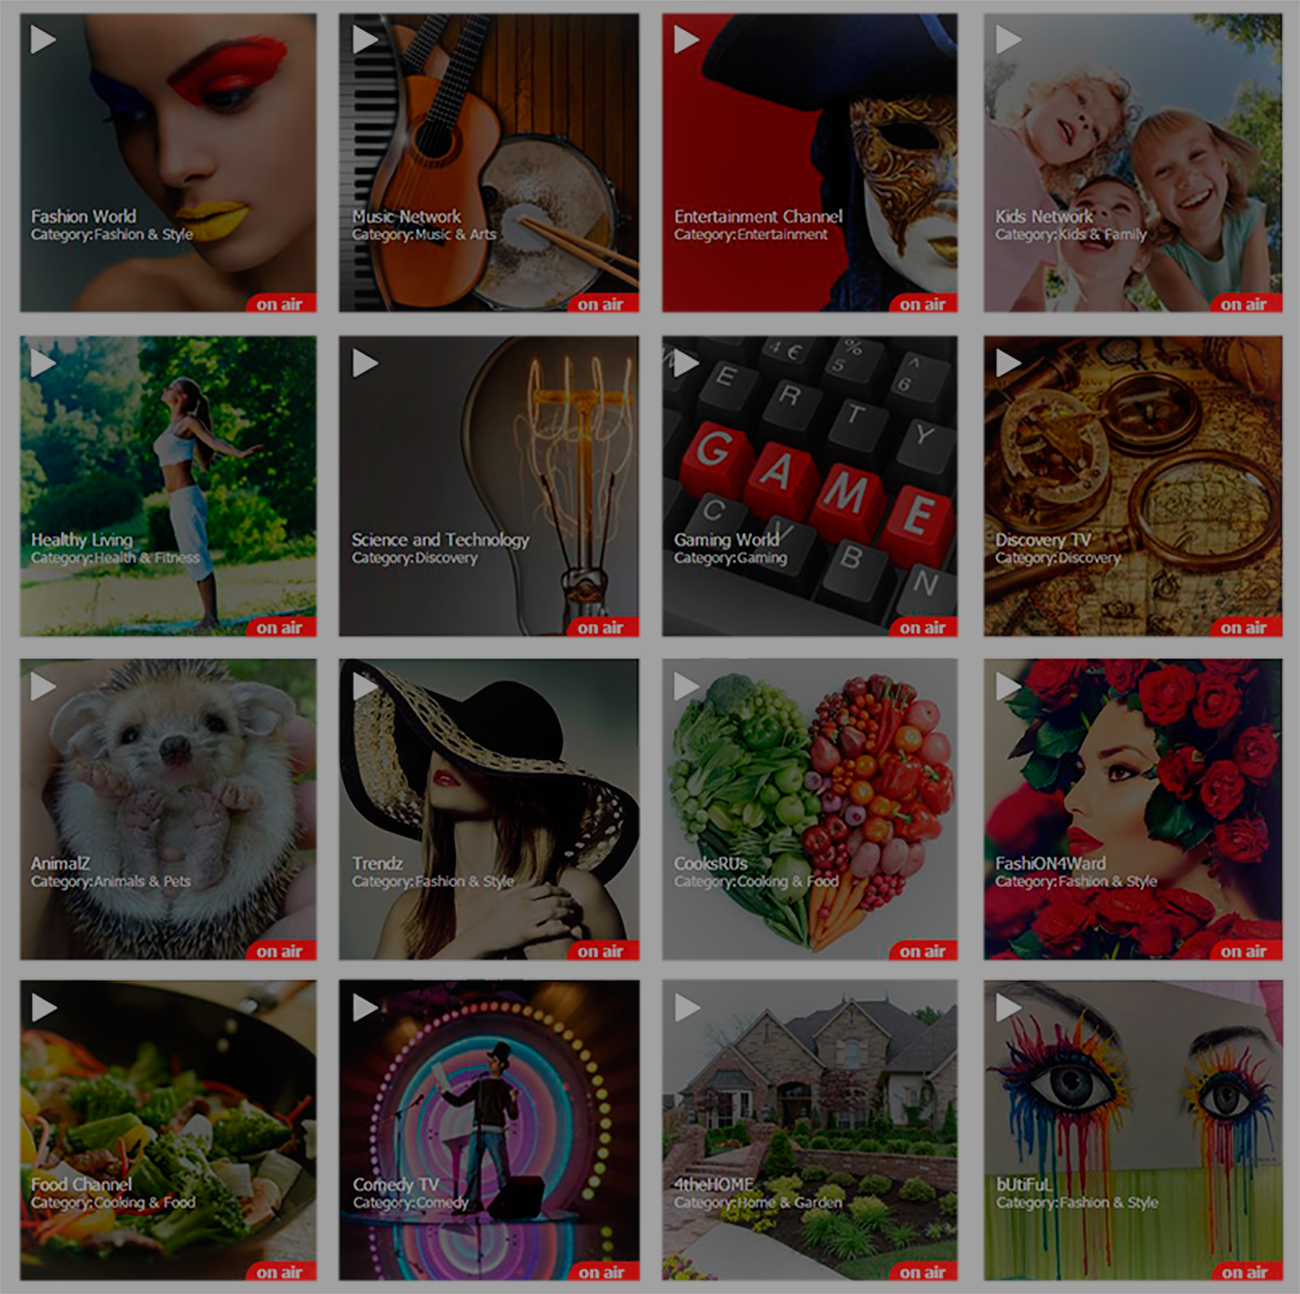 Fashion World
Category:Fashion & Style
on air
Music Network
Category:Music & Arts
on air
Entertainment Channel
Category:Entertainment
on air
Kids Network
Category:Kids & Family
on air
Healthy Living
Category:Health & Fitness
on air
Science and Technology
Category:Discovery
on air
4 € % 5 ^ 6
W E R T Y
G A M E
C V B N
Gaming World
Category:Gaming
on air
Discovery TV
Category:Discovery
on air
AnimalZ
Category:Animals & Pets
on air
Trendz
Category:Fashion & Style
on air
CooksRUs
Category:Cooking & Food
on air
FashiON4Ward
Category:Fashion & Style
on air
Food Channel
Category:Cooking & Food
on air
Comedy TV
Category:Comedy
on air
4theHOME
Category:Home & Garden
on air
bUtiFuL
Category:Fashion & Style
on air